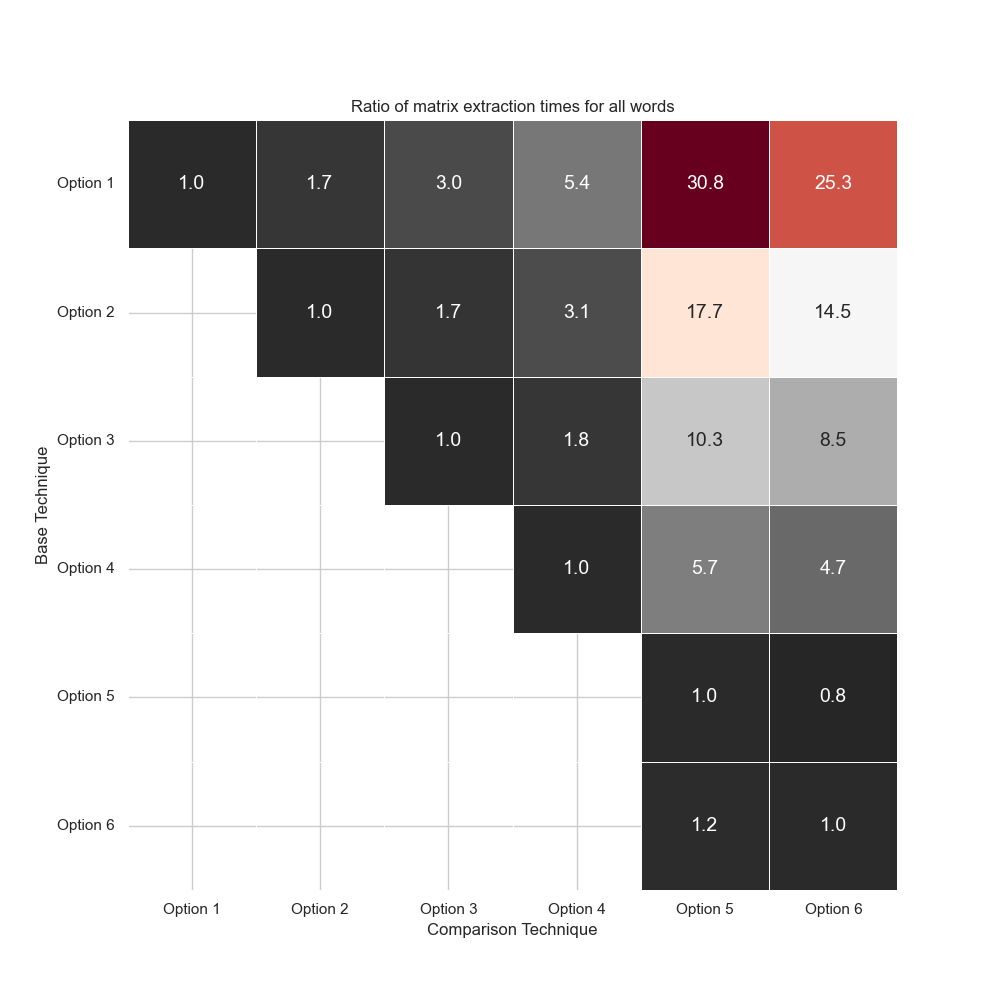 Ratio of matrix extraction times for all words
Option 1 1.0 1.7 3.0 5.4 30.8 25.3
Option 2 1.0 1.7 3.1 17.7 14.5
Option 3 1.0 1.8 10.3 8.5
Option 4 1.0 5.7 4.7
Option 5 1.0 0.8
Option 6 1.2 1.0
Base Technique
Option 1 Option 2 Option 3 Option 4 Option 5 Option 6
Comparison Technique